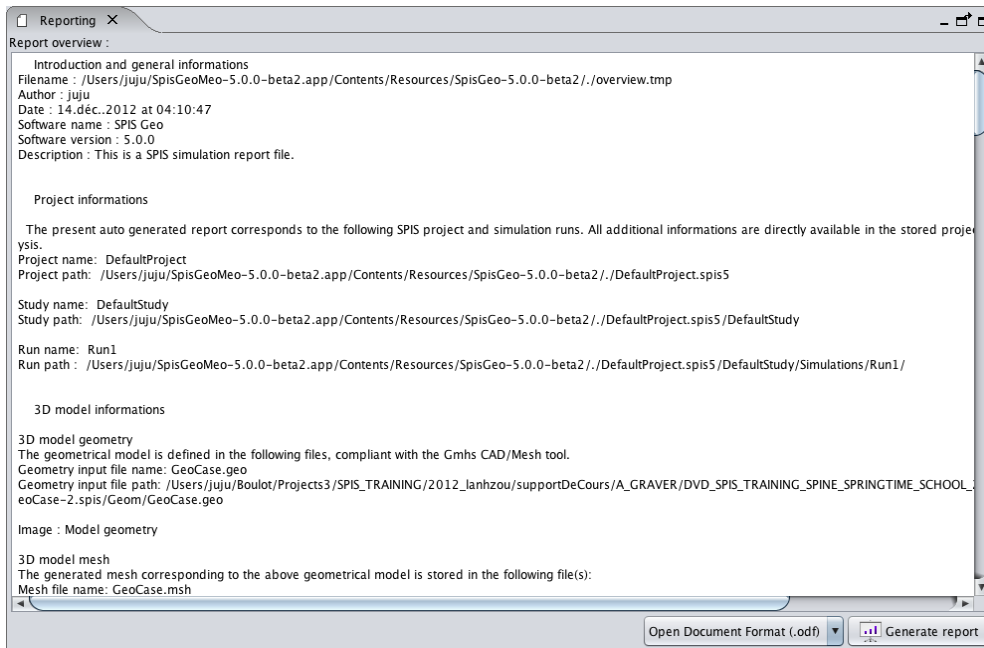 Reporting
Report overview :
Introduction and general informations
Filename : /Users/juju/SpisGeoMeo-5.0.0-beta2.app/Contents/Resources/SpisGeo-5.0.0-beta2/./overview.tmp
Author : juju
Date : 14.déc..2012 at 04:10:47
Software name : SPIS Geo
Software version : 5.0.0
Description : This is a SPIS simulation report file.
Project informations
The present auto generated report corresponds to the following SPIS project and simulation runs. All additional informations are directly available in the stored proje
ysis.
Project name: DefaultProject
Project path: /Users/juju/SpisGeoMeo-5.0.0-beta2.app/Contents/Resources/SpisGeo-5.0.0-beta2/./DefaultProject.spis5
Study name: DefaultStudy
Study path: /Users/juju/SpisGeoMeo-5.0.0-beta2.app/Contents/Resources/SpisGeo-5.0.0-beta2/./DefaultProject.spis5/DefaultStudy
Run name: Run1
Run path : /Users/juju/SpisGeoMeo-5.0.0-beta2.app/Contents/Resources/SpisGeo-5.0.0-beta2/./DefaultProject.spis5/DefaultStudy/Simulations/Run1/
3D model informations
3D model geometry
The geometrical model is defined in the following files, compliant with the Gmhs CAD/Mesh tool.
Geometry input file name: GeoCase.geo
Geometry input file path: /Users/juju/Boulot/Projects3/SPIS_TRAINING/2012_lanhzou/supportDeCours/A_GRAVER/DVD_SPIS_TRAINING_SPINE_SPRINGTIME_SCHOOL_
eoCase-2.spis/Geom/GeoCase.geo
Image : Model geometry
3D model mesh
The generated mesh corresponding to the above geometrical model is stored in the following file(s):
Mesh file name: GeoCase.msh
Open Document Format (.odf)
Generate report